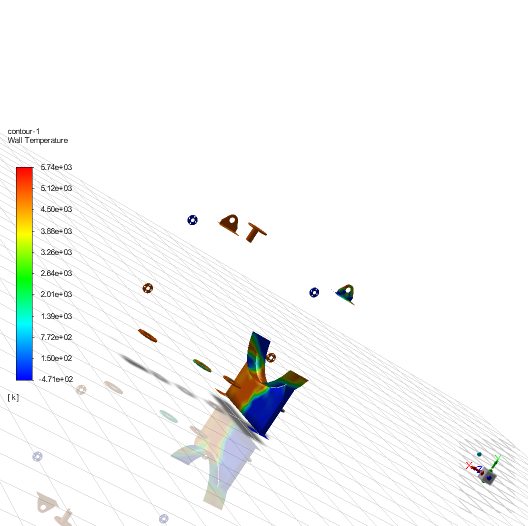 contour-1
Wall Temperature
5.74e+03
5.12e+03
4.50e+03
3.88e+03
3.26e+03
2.64e+03
2.01e+03
1.39e+03
7.72e+02
1.50e+02
-4.71e+02
[k]
Y
X Z